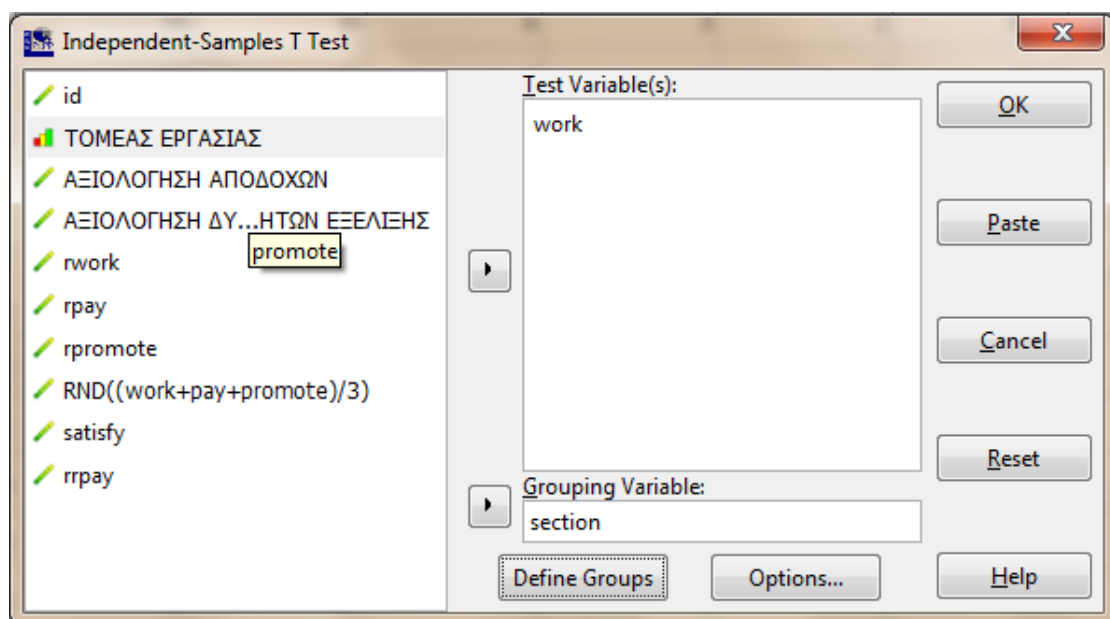 Independent-Samples T Test
id
ΤΟΜΕΑΣ ΕΡΓΑΣΙΑΣ
ΑΞΙΟΛΟΓΗΣΗ ΑΠΟΔΟΧΩΝ
ΑΞΙΟΛΟΓΗΣΗ ΔΥ...ΗΤΩΝ ΕΞΕΛΙΞΗΣ
promote
rwork
rpay
rpromote
RND((work+pay+promote)/3)
satisfy
rrpay
Test Variable(s):
work
Grouping Variable:
section
Define Groups
Options...
OK
Paste
Cancel
Reset
Help